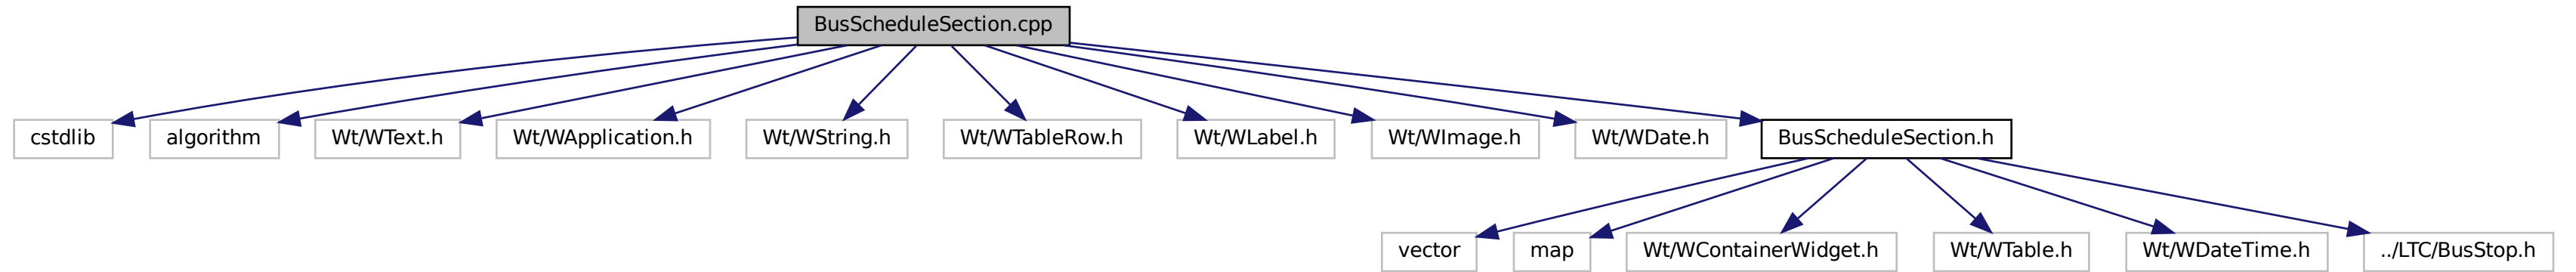 BusScheduleSection.cpp
cstdlib
algorithm
Wt/WText.h
Wt/WApplication.h
Wt/WString.h
Wt/WTableRow.h
Wt/WLabel.h
Wt/WImage.h
Wt/WDate.h
BusScheduleSection.h
vector
map
Wt/WContainerWidget.h
Wt/WTable.h
Wt/WDateTime.h
../LTC/BusStop.h